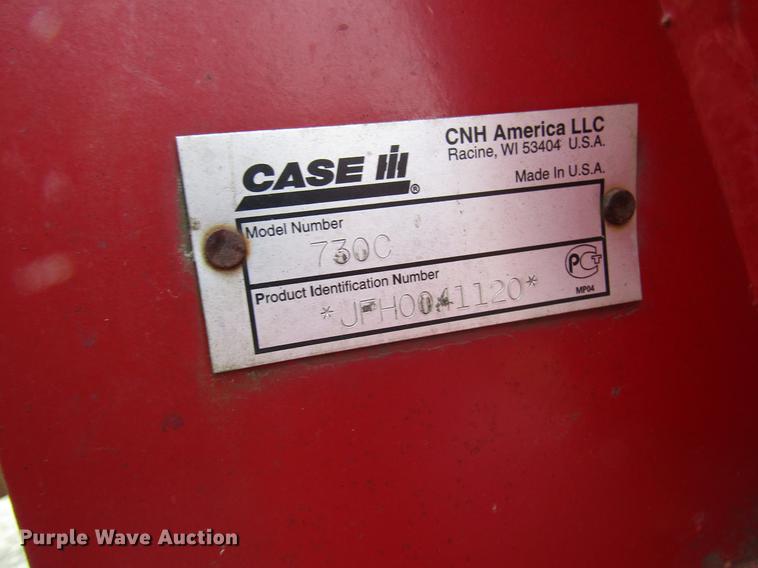 CASE IH ®
CNH America LLC
Racine, WI 53404 U.S.A.
Made In U.S.A.
Model Number
730C
Product Identification Number
*JFH0041120*
PCT
MP04
Purple Wave Auction